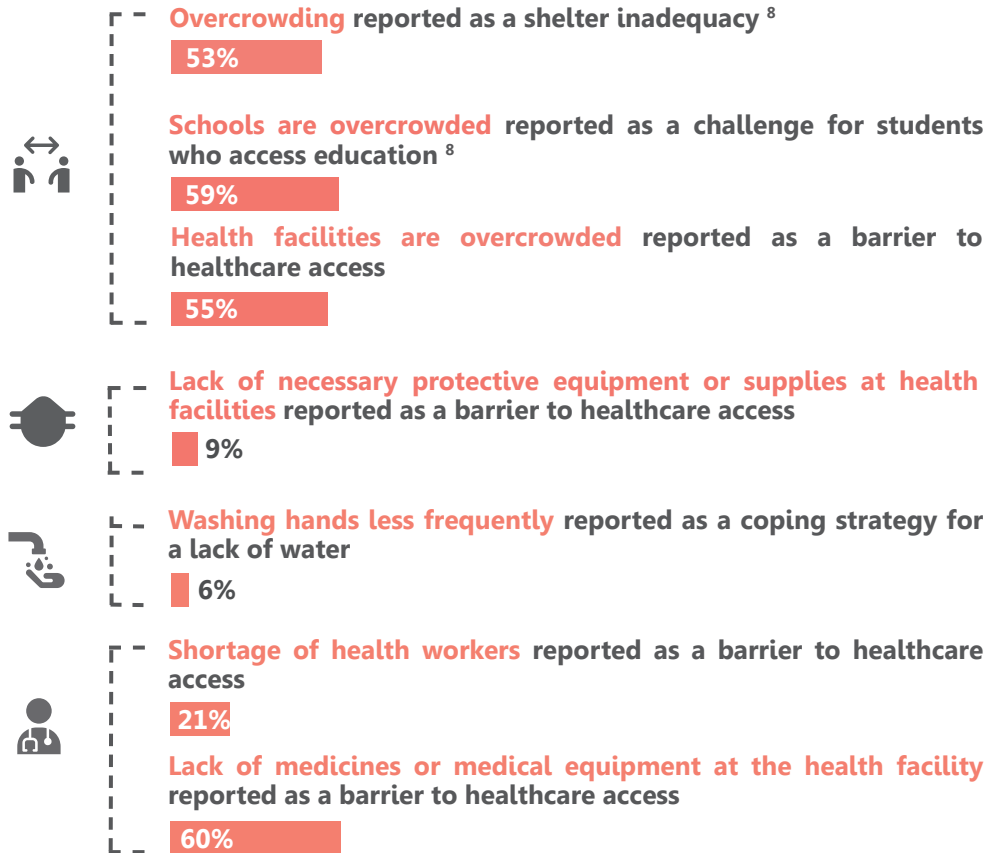 Overcrowding reported as a shelter inadequacy ⁸
53%
Schools are overcrowded reported as a challenge for students
who access education ⁸
59%
Health facilities are overcrowded reported as a barrier to
healthcare access
55%
Lack of necessary protective equipment or supplies at health
facilities reported as a barrier to healthcare access
9%
Washing hands less frequently reported as a coping strategy for
a lack of water
6%
Shortage of health workers reported as a barrier to healthcare
access
21%
Lack of medicines or medical equipment at the health facility
reported as a barrier to healthcare access
60%